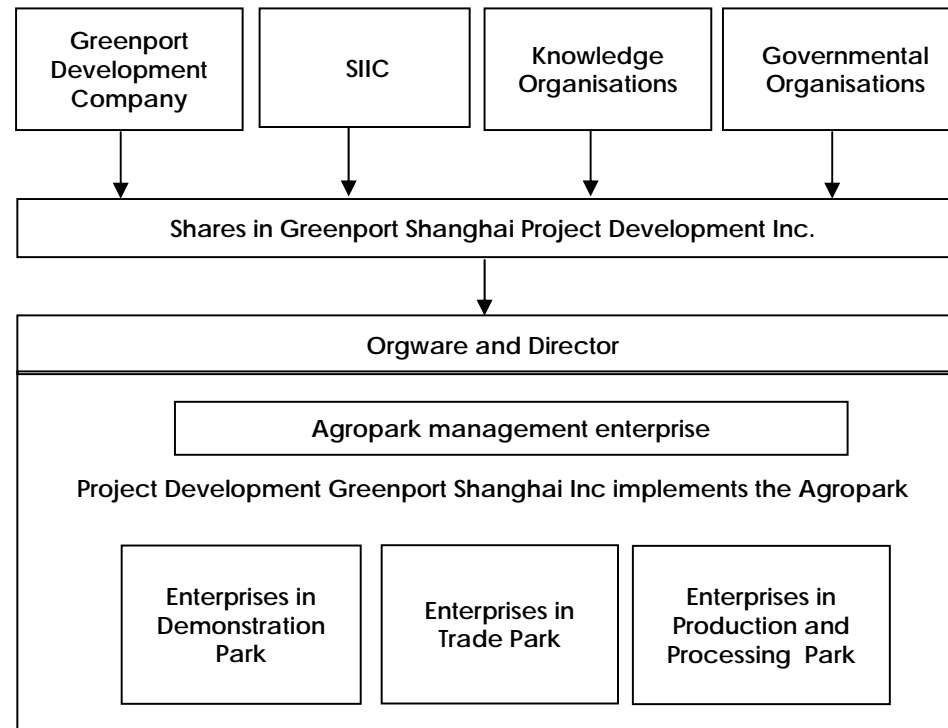 Greenport
Development
Company
SIIC
Knowledge
Organisations
Governmental
Organisations
Shares in Greenport Shanghai Project Development Inc.
Orgware and Director
Agropark management enterprise
Project Development Greenport Shanghai Inc implements the Agropark
Enterprises in
Demonstration
Park
Enterprises in
Trade Park
Enterprises in
Production and
Processing Park